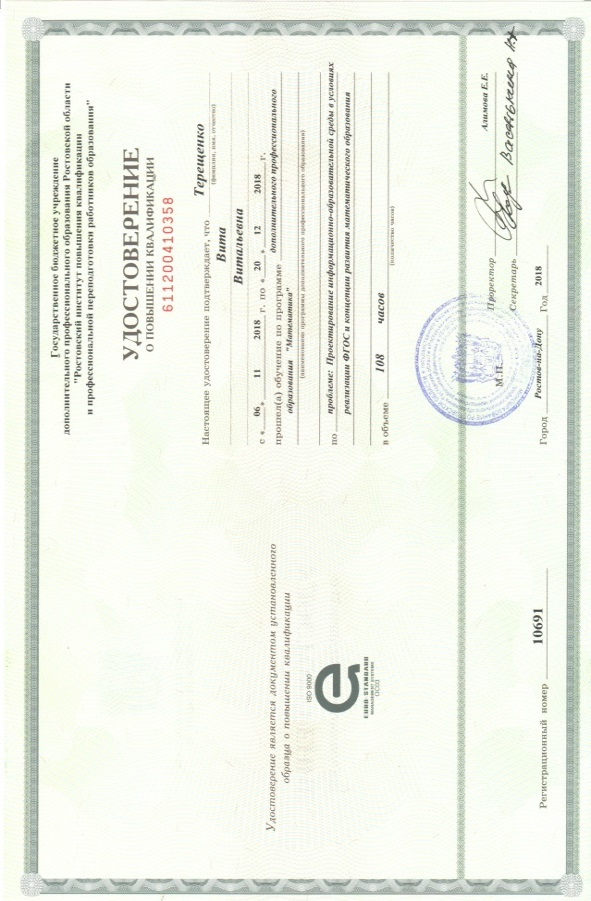 Удостоверение является документом установленного
образца о повышении квалификации
ISO 9000
Регистрационный номер 10691
Государственное бюджетное учреждение
дополнительного профессионального образования Ростовской области
"Ростовский институт повышения квалификации
и профессиональной переподготовки работников образования"
УДОСТОВЕРЕНИЕ
О ПОВЫШЕНИИ КВАЛИФИКАЦИИ
611200410358
Настоящее удостоверение подтверждает, что Терещенко
(фамилия, имя, отчество)
Вита
Витальевна
с « 06 » 11 2018 г. по « 20 » 12 2018 г.
прошел(а) обучение по программе дополнительного профессионального
образования "Математика"
(наименование программы дополнительного профессионального образования)
по проблеме: Проектирование информационно-образовательной среды в условиях
реализации ФГОС и концепции развития математического образования
в объеме 108 часов
(количество часов)
Проректор Алимова Е.Е.
М.П.
Секретарь
Город Ростов-на-Дону Год 2018